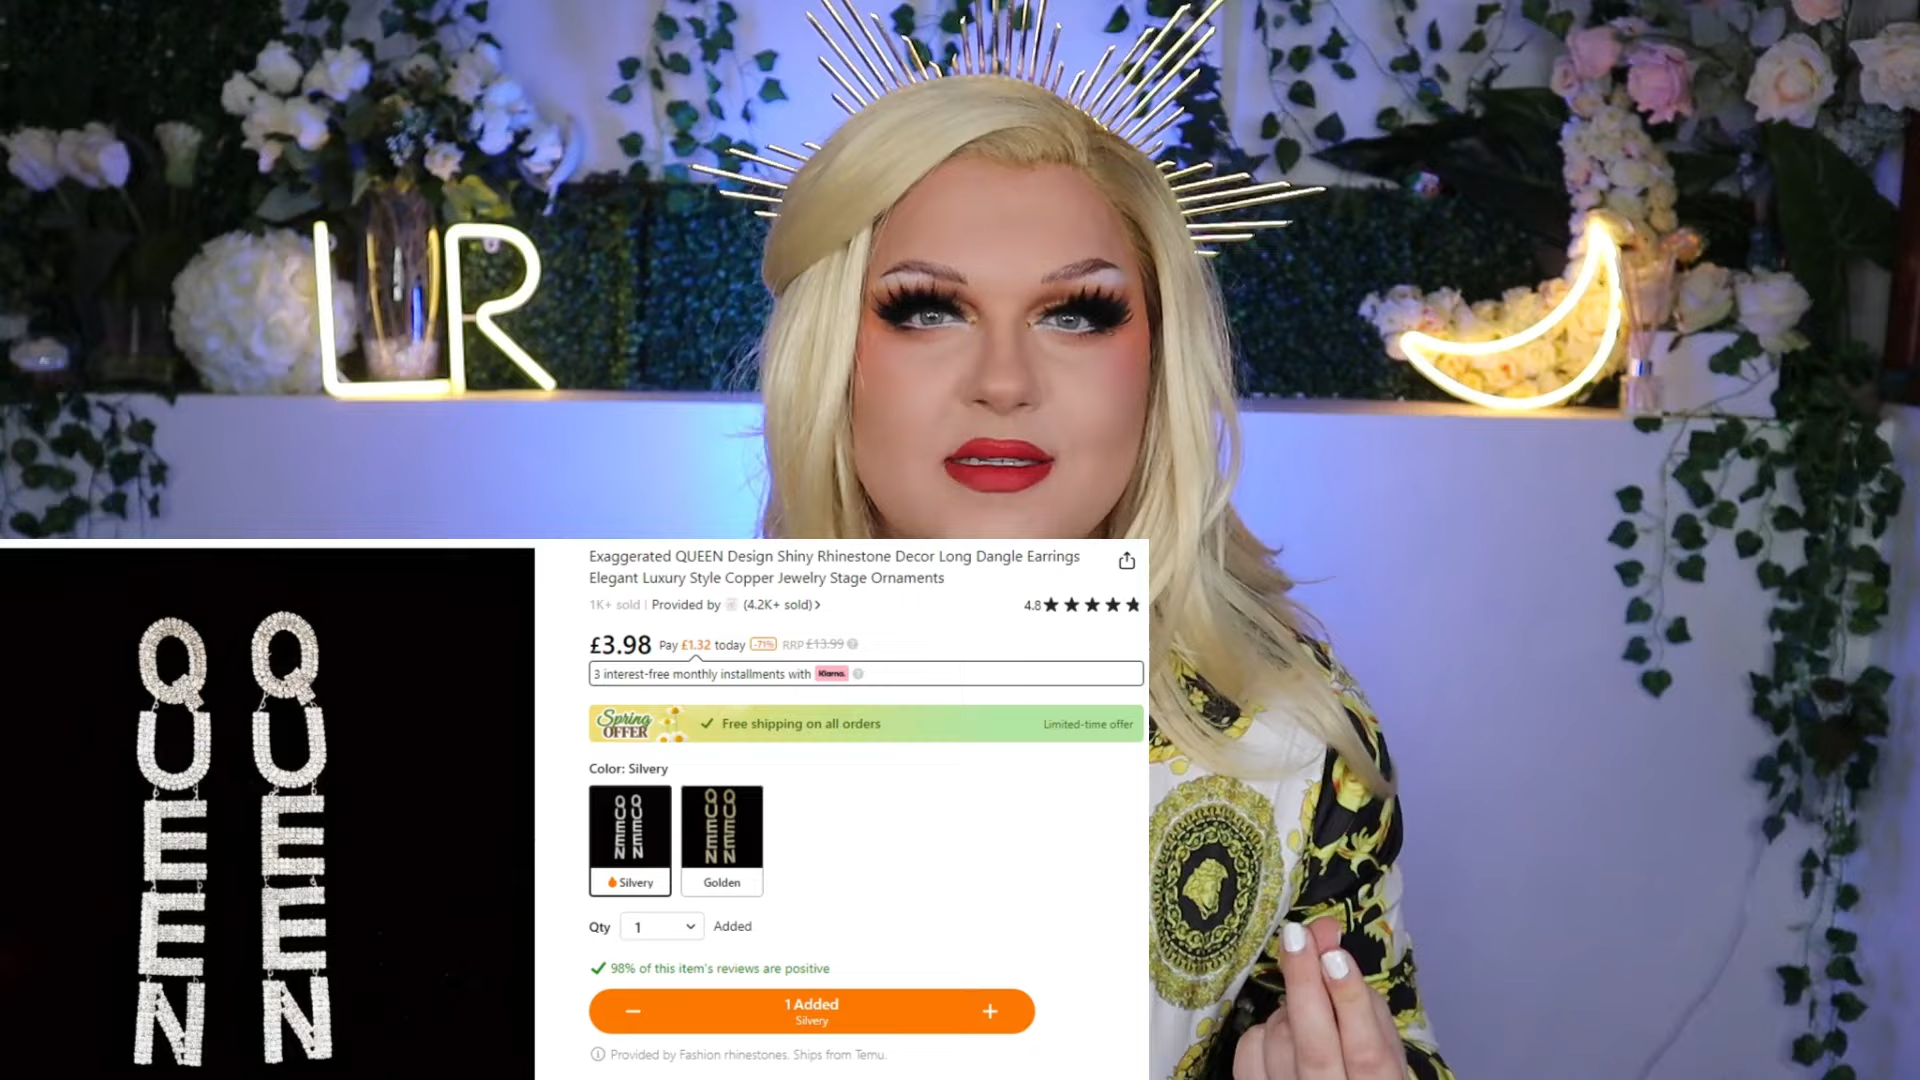 LR
QUEEN QUEEN
Exaggerated QUEEN Design Shiny Rhinestone Decor Long Dangle Earrings
Elegant Luxury Style Copper Jewelry Stage Ornaments
1K+ sold | Provided by (4.2K+ sold)>
4.8
£3.98 Pay £1.32 today -71% RRP £13.99 ?
3 interest-free monthly installments with Klarna. ?
Spring OFFER
Free shipping on all orders
Limited-time offer
Color: Silvery
QUEEN QUEEN
QUEEN QUEEN
Silvery
Golden
Qty 1 Added
98% of this item's reviews are positive
− 1 Added +
Silvery
Provided by Fashion rhinestones. Ships from Temu.